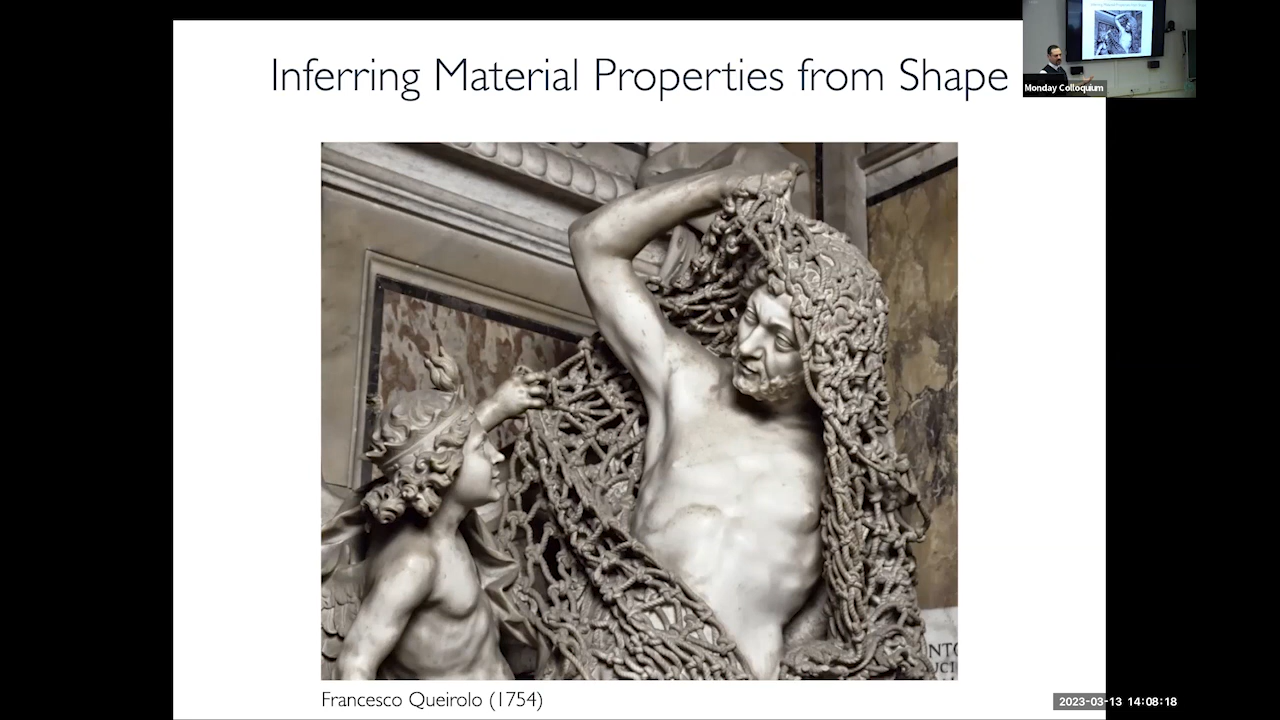 Inferring Material Properties from Shape
Monday Colloquium
Francesco Queirolo (1754)
2023-03-13 14:08:18